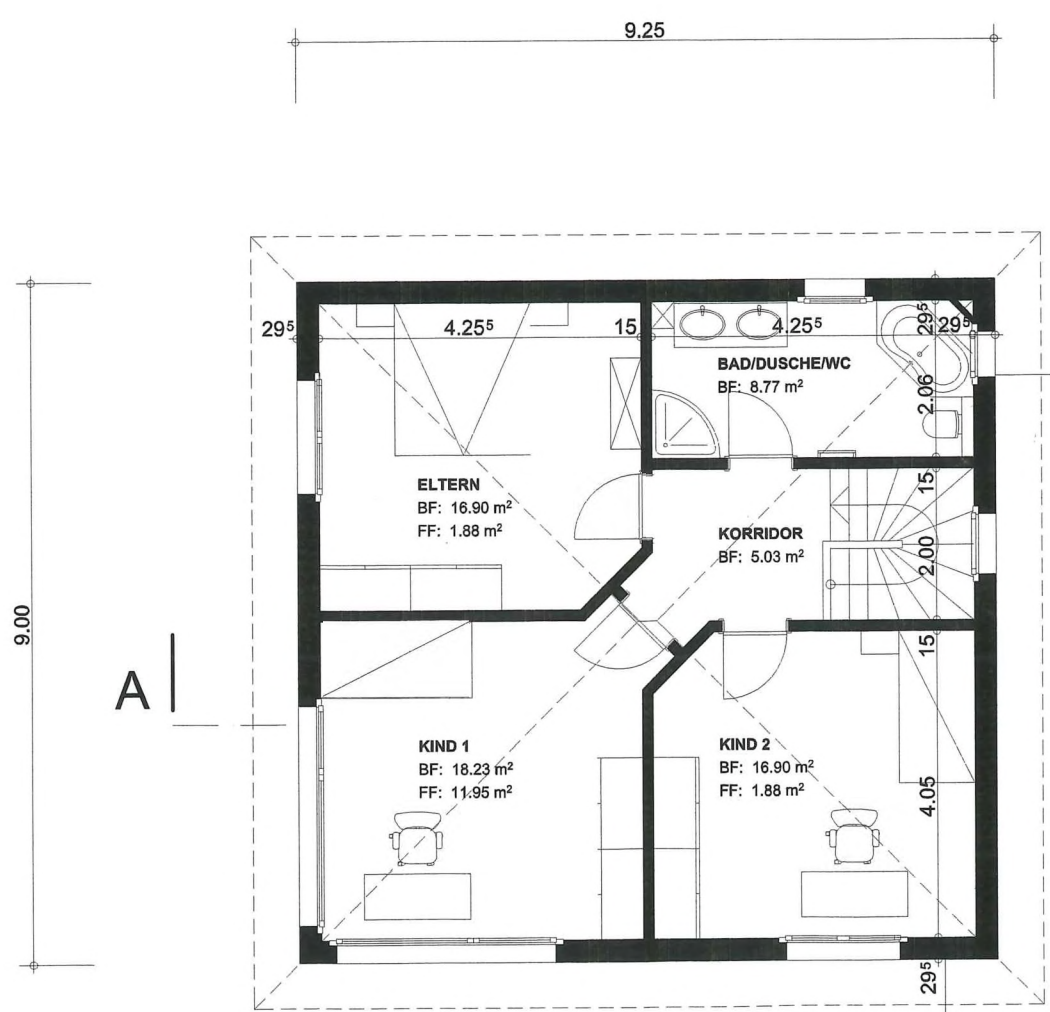 9.25
29⁵ 4.25⁵ 15 4.25⁵ 29⁵
29⁵
BAD/DUSCHE/WC
BF: 8.77 m²
2.06
ELTERN
BF: 16.90 m²
FF: 1.88 m²
15
KORRIDOR
BF: 5.03 m²
2.00
9.00
15
A
KIND 1
BF: 18.23 m²
FF: 11.95 m²
KIND 2
BF: 16.90 m²
FF: 1.88 m²
4.05
29⁵